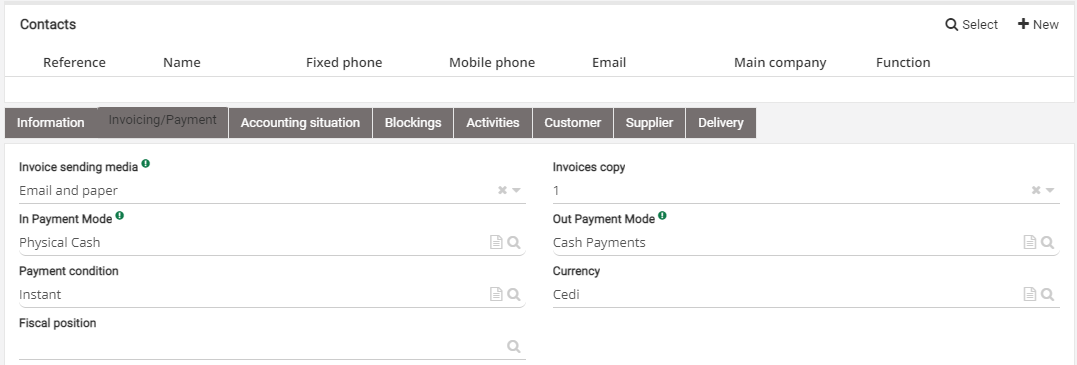 Contacts Select New
Reference Name Fixed phone Mobile phone Email Main company Function
Information Invoicing/Payment Accounting situation Blockings Activities Customer Supplier Delivery
Invoice sending media Invoices copy
Email and paper 1
In Payment Mode Out Payment Mode
Physical Cash Cash Payments
Payment condition Currency
Instant Cedi
Fiscal position